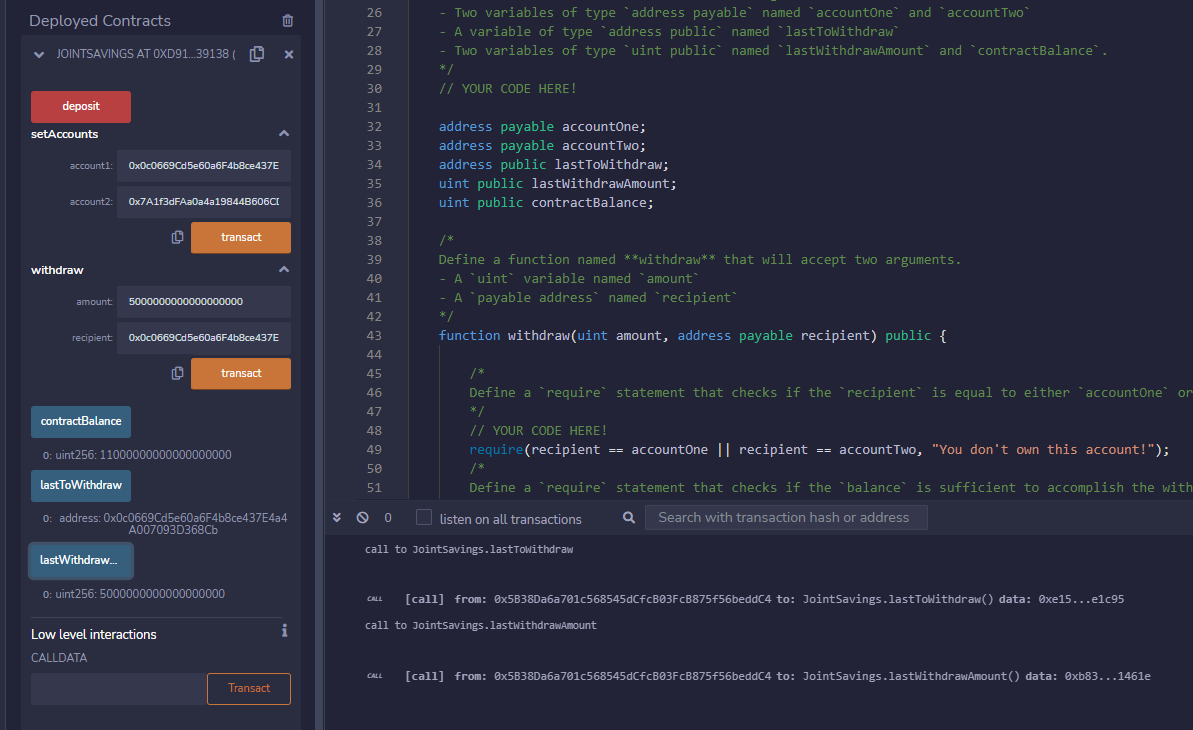 Deployed Contracts
JOINTSAVINGS AT 0XD91...39138 (
deposit
setAccounts
account1: 0x0c0669Cd5e60a6F4b8ce437E
account2: 0x7A1f3dFAa0a4a19844B606CD
transact
withdraw
amount: 5000000000000000000
recipient: 0x0c0669Cd5e60a6F4b8ce437E
transact
contractBalance
0: uint256: 11000000000000000000
lastToWithdraw
0: address: 0x0c0669Cd5e60a6F4b8ce437E4a4
A007093D368Cb
lastWithdraw...
0: uint256: 5000000000000000000
Low level interactions
CALLDATA
Transact
26 - Two variables of type `address payable` named `accountOne` and `accountTwo`
27 - A variable of type `address public` named `lastToWithdraw`
28 - Two variables of type `uint public` named `lastWithdrawAmount` and `contractBalance`.
29 */
30 // YOUR CODE HERE!
31
32 address payable accountOne;
33 address payable accountTwo;
34 address public lastToWithdraw;
35 uint public lastWithdrawAmount;
36 uint public contractBalance;
37
38 /*
39 Define a function named **withdraw** that will accept two arguments.
40 - A `uint` variable named `amount`
41 - A `payable address` named `recipient`
42 */
43 function withdraw(uint amount, address payable recipient) public {
44
45 /*
46 Define a `require` statement that checks if the `recipient` is equal to either `accountOne` or
47 */
48 // YOUR CODE HERE!
49 require(recipient == accountOne || recipient == accountTwo, "You don't own this account!");
50 /*
51 Define a `require` statement that checks if the `balance` is sufficient to accomplish the with
0 listen on all transactions Search with transaction hash or address
call to JointSavings.lastToWithdraw
CALL [call] from: 0x5B38Da6a701c568545dCfcB03FcB875f56beddC4 to: JointSavings.lastToWithdraw() data: 0xe15...e1c95
call to JointSavings.lastWithdrawAmount
CALL [call] from: 0x5B38Da6a701c568545dCfcB03FcB875f56beddC4 to: JointSavings.lastWithdrawAmount() data: 0xb83...1461e